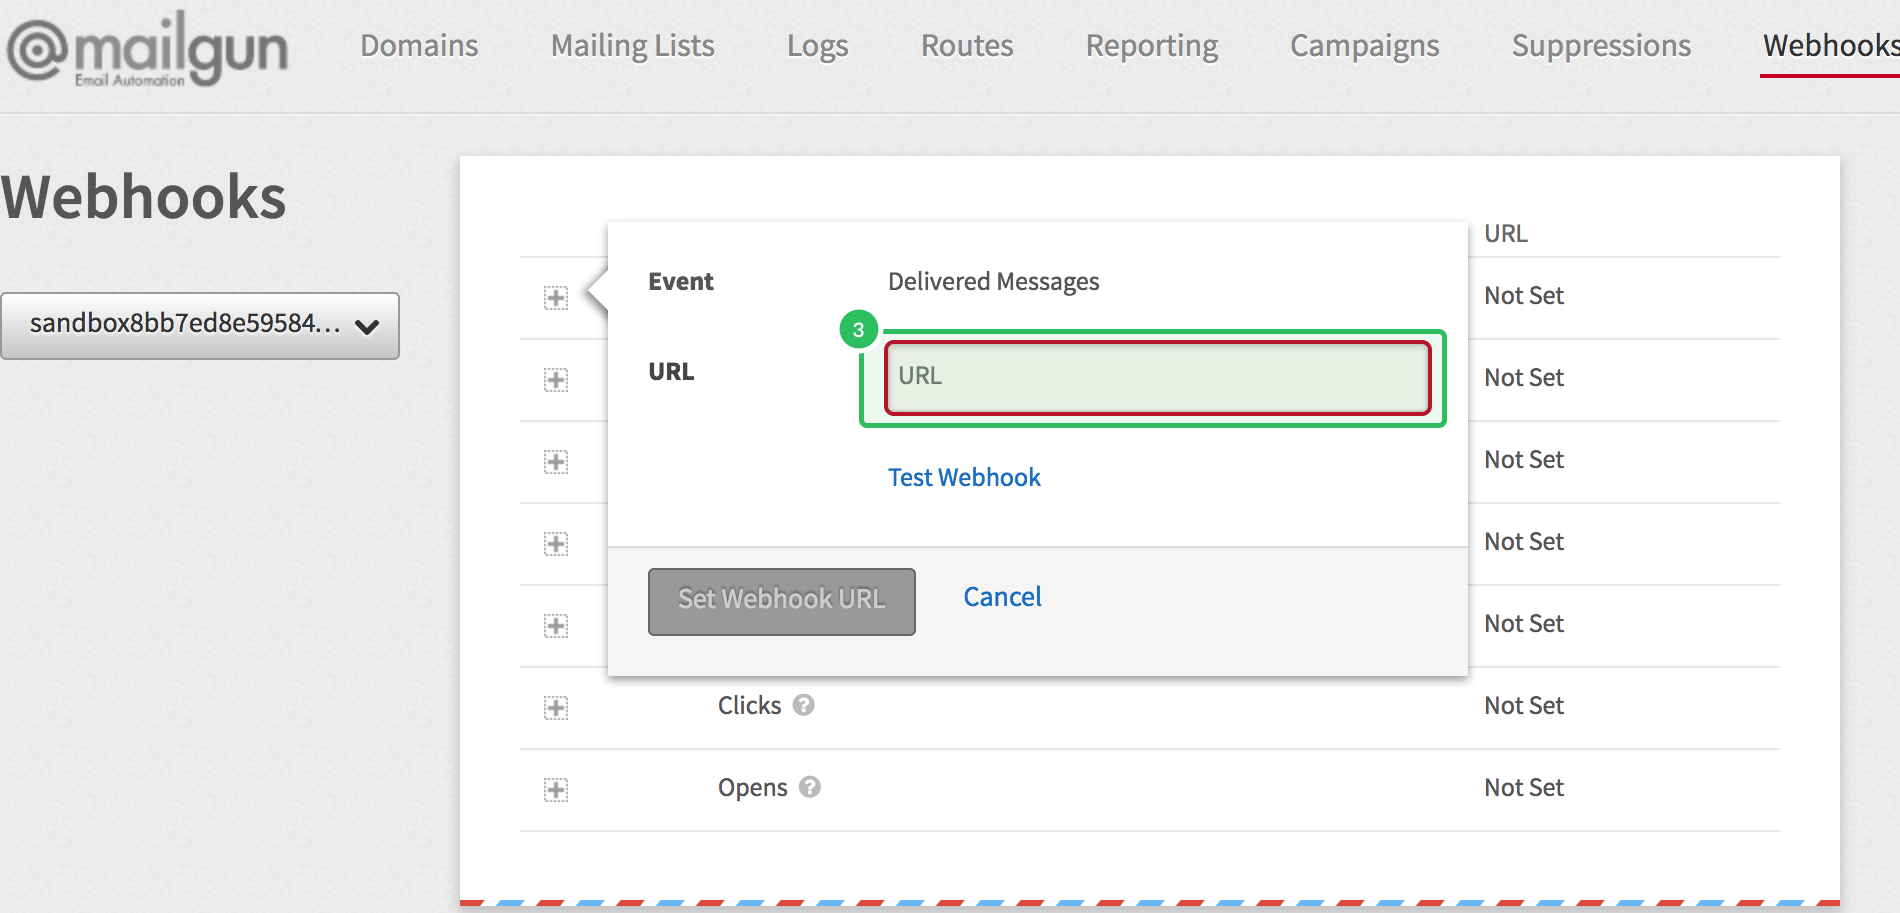 @mailgun
Email Automation
Domains
Mailing Lists
Logs
Routes
Reporting
Campaigns
Suppressions
Webhooks
Webhooks
sandbox8bb7ed8e59584...
URL
Event
Delivered Messages
Not Set
3
URL
URL
Not Set
Not Set
Test Webhook
Not Set
Set Webhook URL
Cancel
Not Set
Clicks ?
Not Set
Opens ?
Not Set